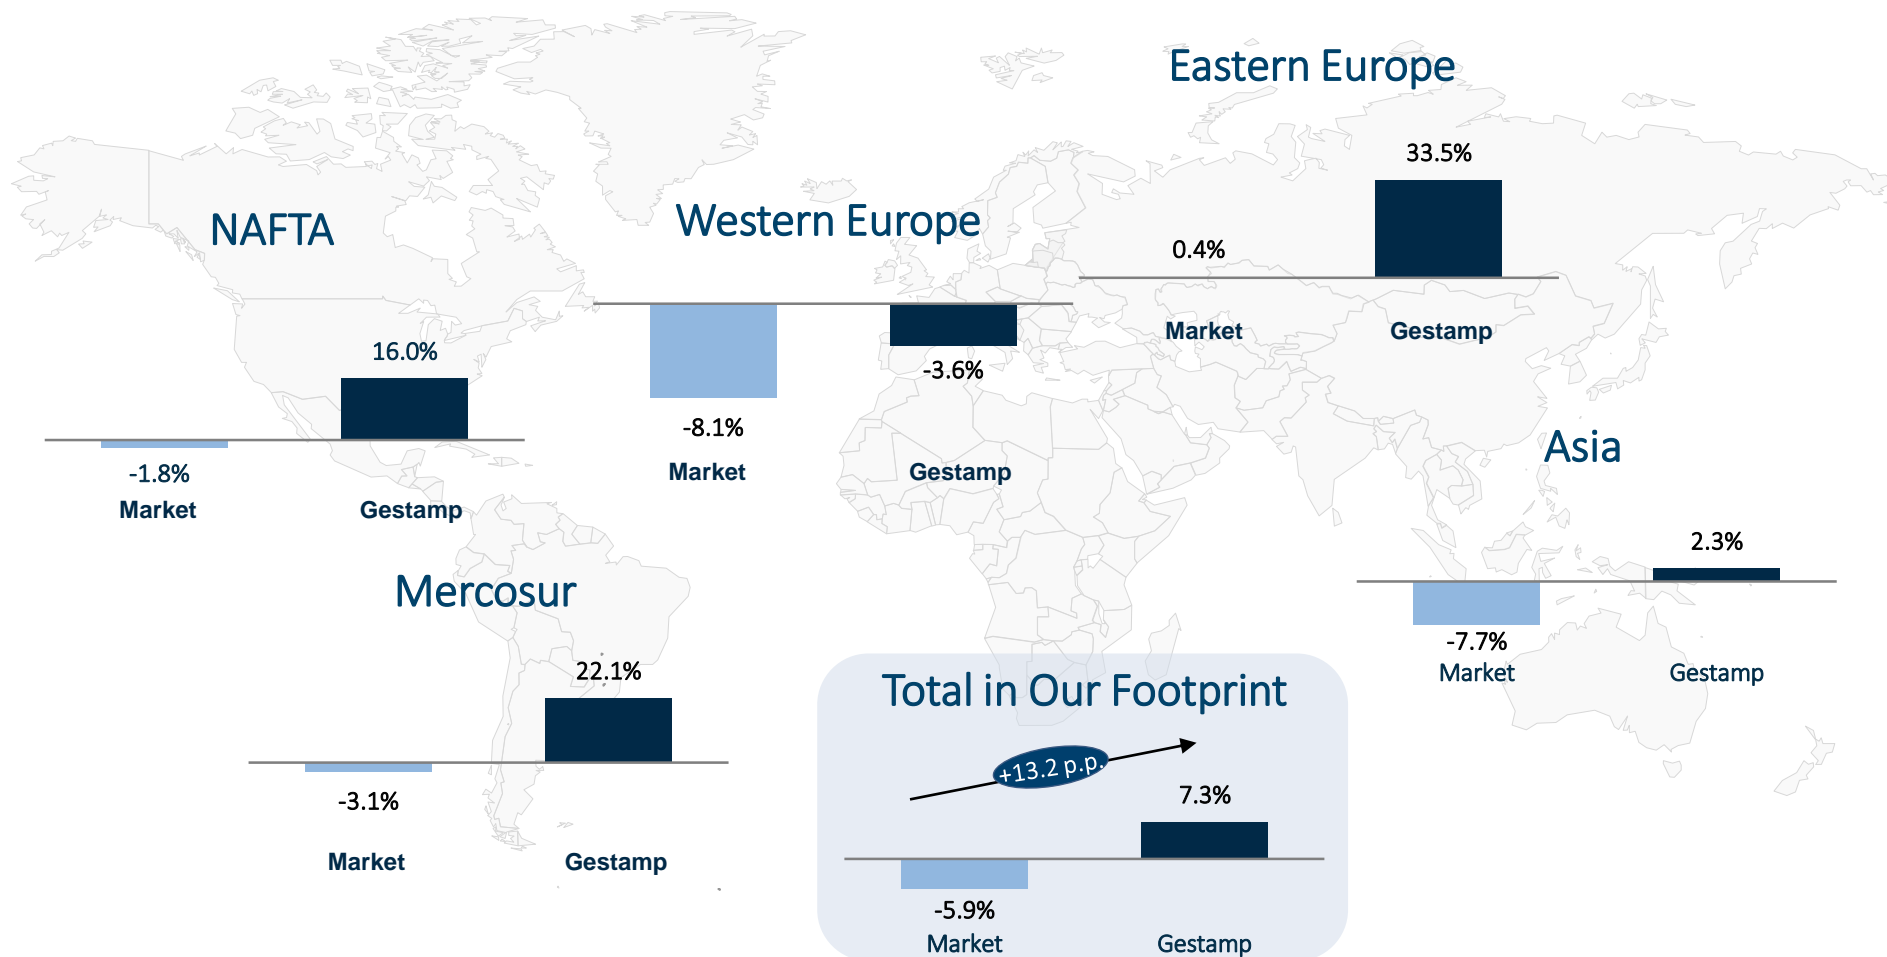 Eastern Europe
33.5%
0.4%
Market Gestamp
NAFTA
16.0%
-1.8%
Market Gestamp
Western Europe
-3.6%
-8.1%
Market Gestamp
Asia
2.3%
-7.7%
Market Gestamp
Mercosur
22.1%
-3.1%
Market Gestamp
Total in Our Footprint
+13.2 p.p.
7.3%
-5.9%
Market Gestamp